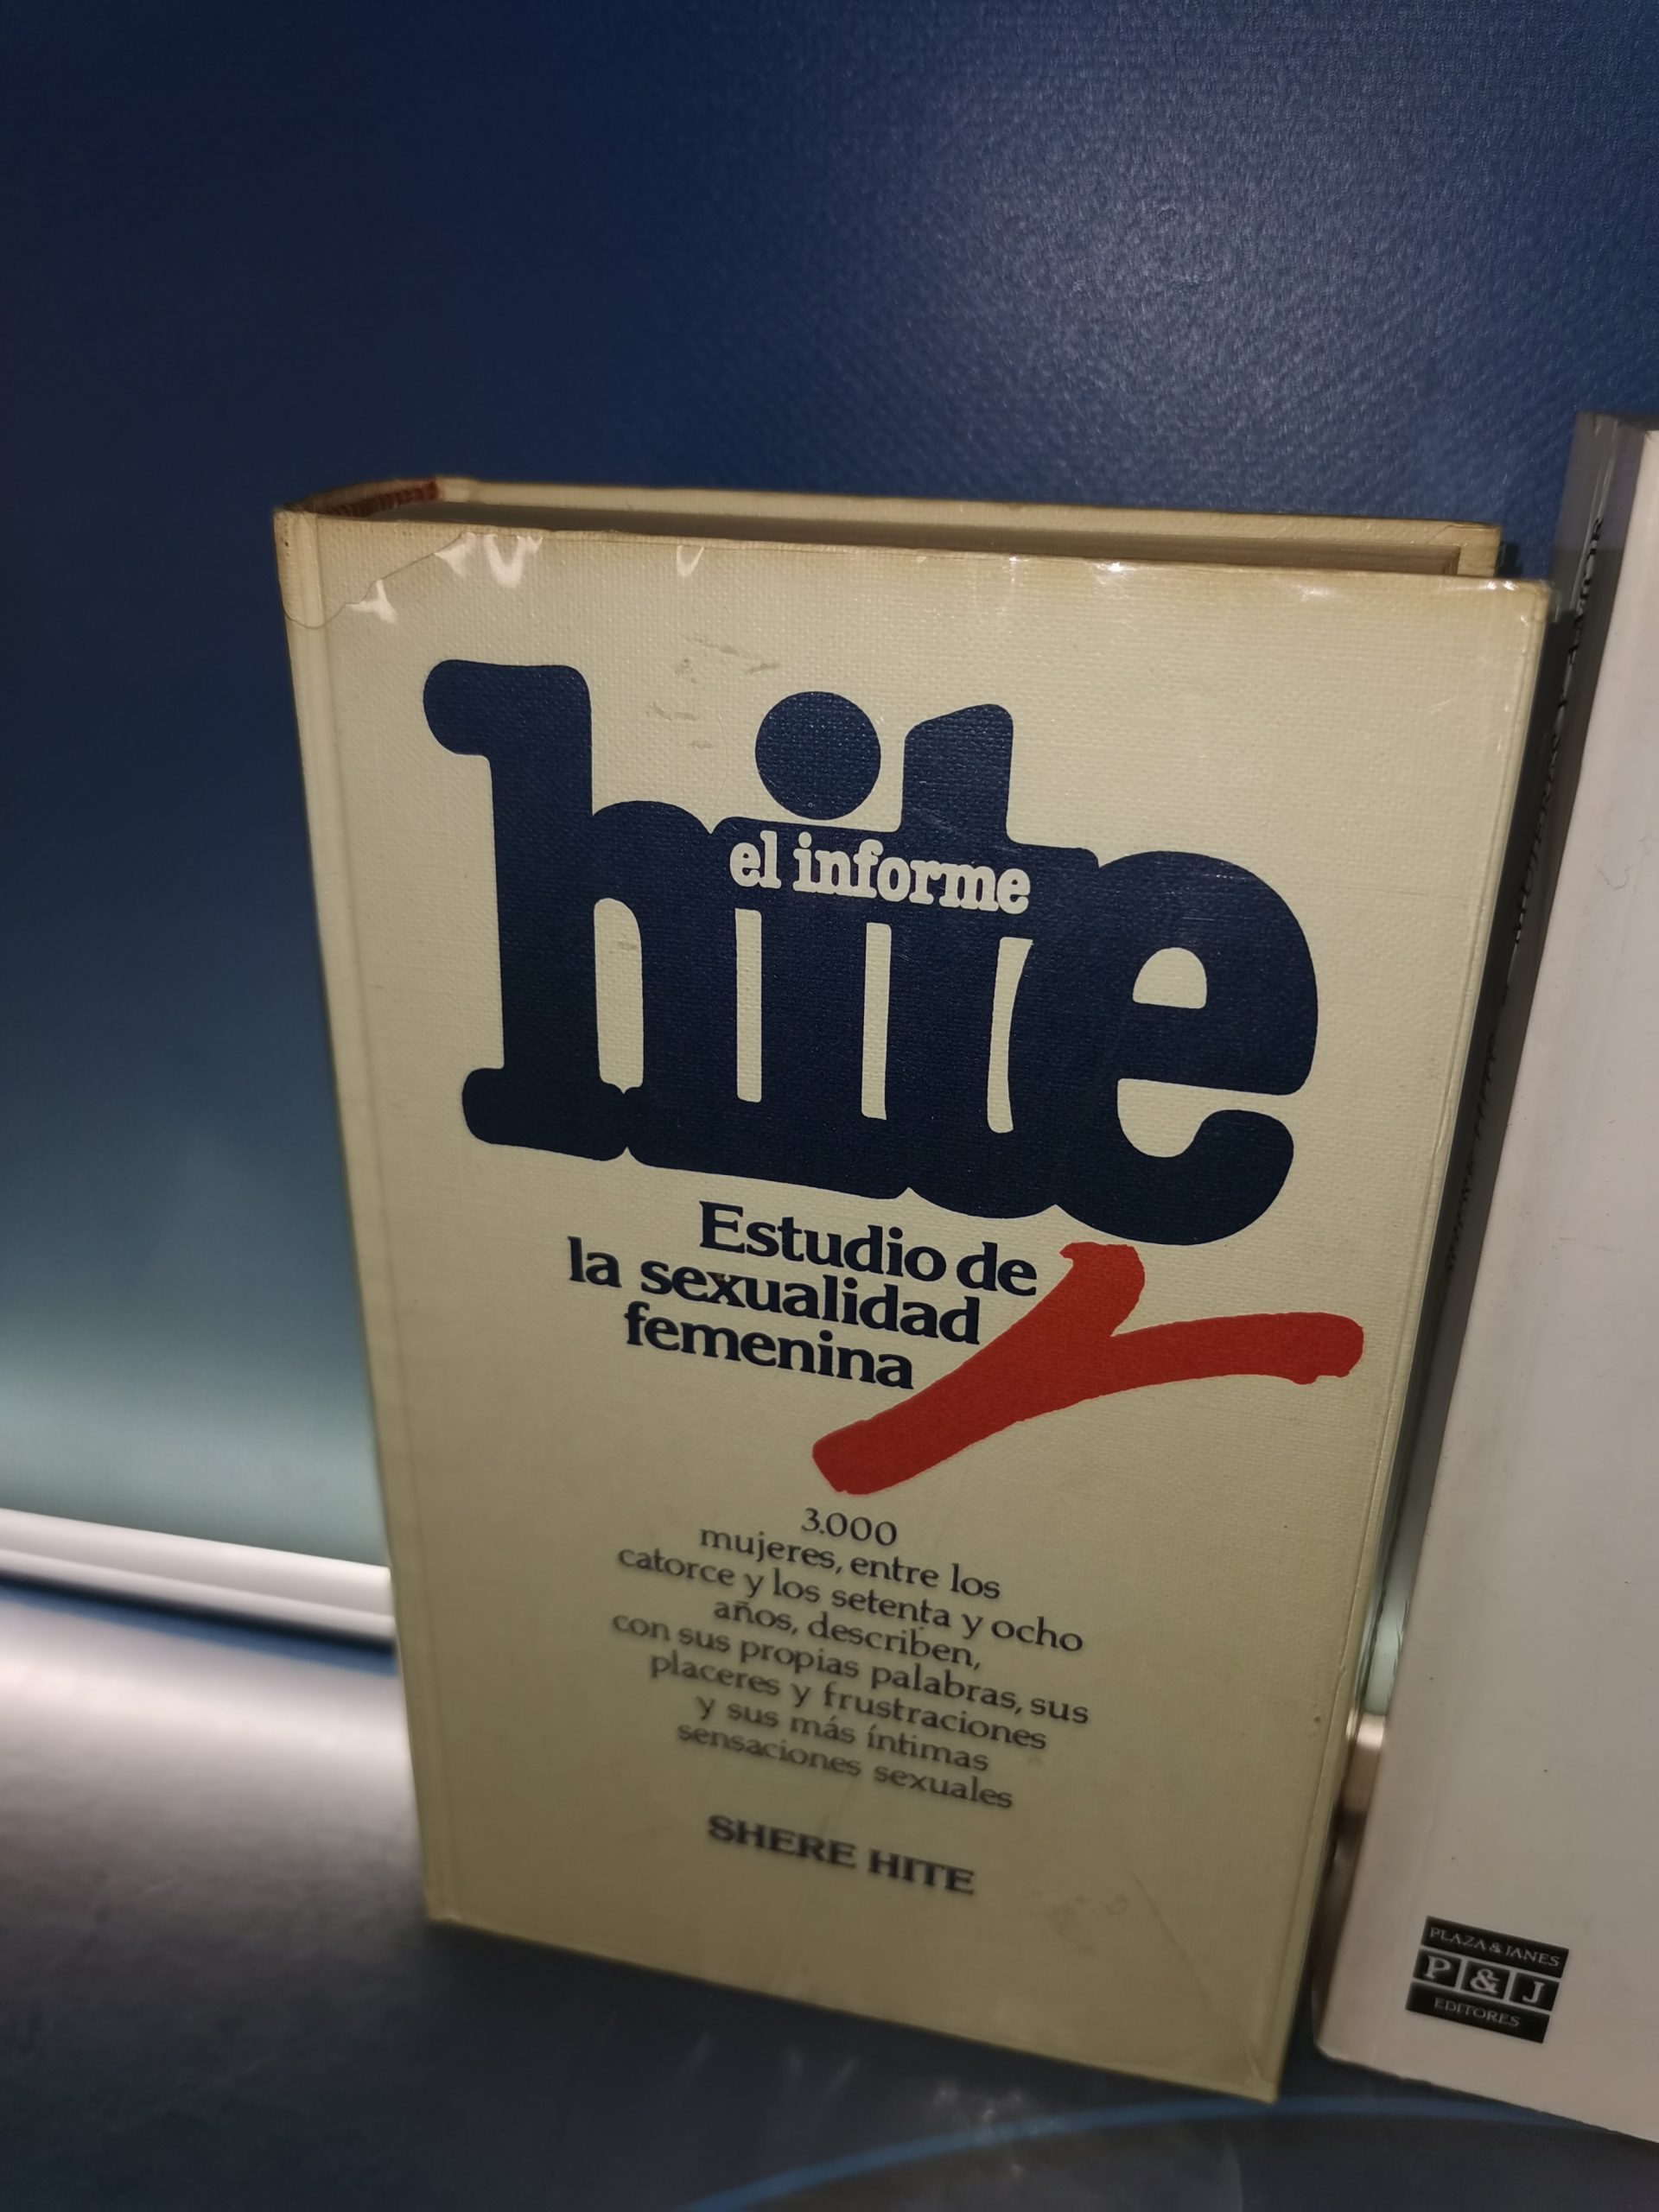 hite
el informe
Estudio de
la sexualidad
femenina
3.000
mujeres, entre los
catorce y los setenta y ocho
años, describen,
con sus propias palabras, sus
placeres y frustraciones
y sus más íntimas
sensaciones sexuales
SHERE HITE
PLAZA & JANES
P & J
EDITORES